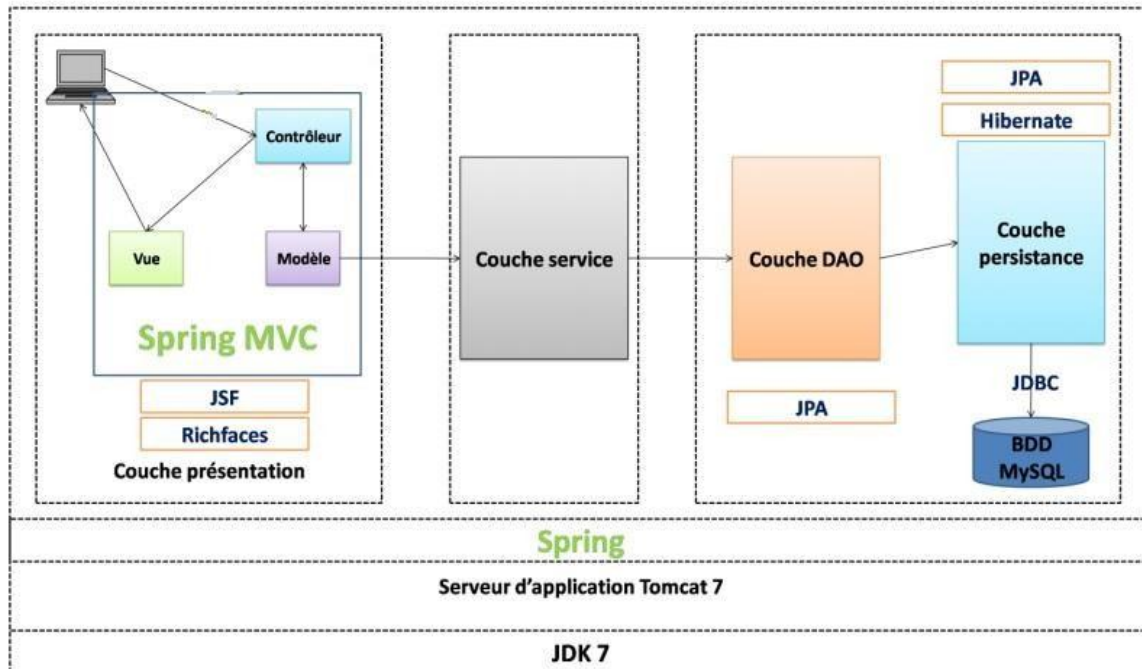 JPA
Hibernate
Contrôleur
Vue
Modèle
Spring MVC
JSF
Richfaces
Couche présentation
Couche service
Couche DAO
JPA
Couche
persistance
JDBC
BDD
MySQL
Spring
Serveur d'application Tomcat 7
JDK 7